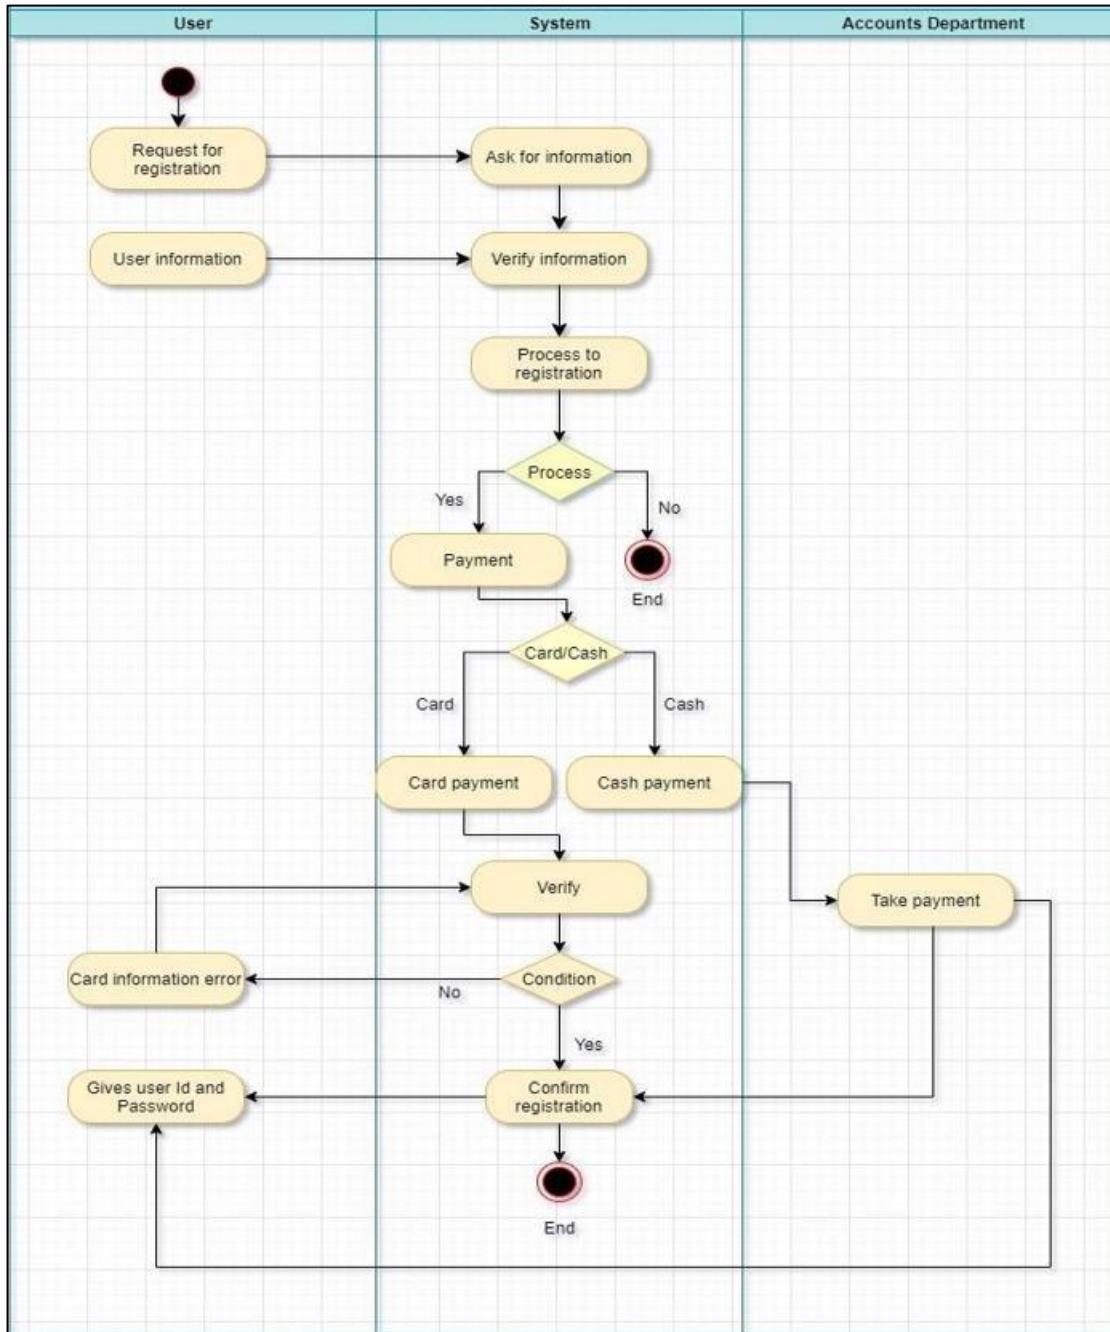 User
System
Accounts Department
Request for
registration
Ask for information
User information
Verify information
Process to
registration
Process
Yes
No
Payment
End
Card/Cash
Card
Cash
Card payment
Cash payment
Verify
Take payment
Card information error
Condition
No
Yes
Gives user Id and
Password
Confirm
registration
End